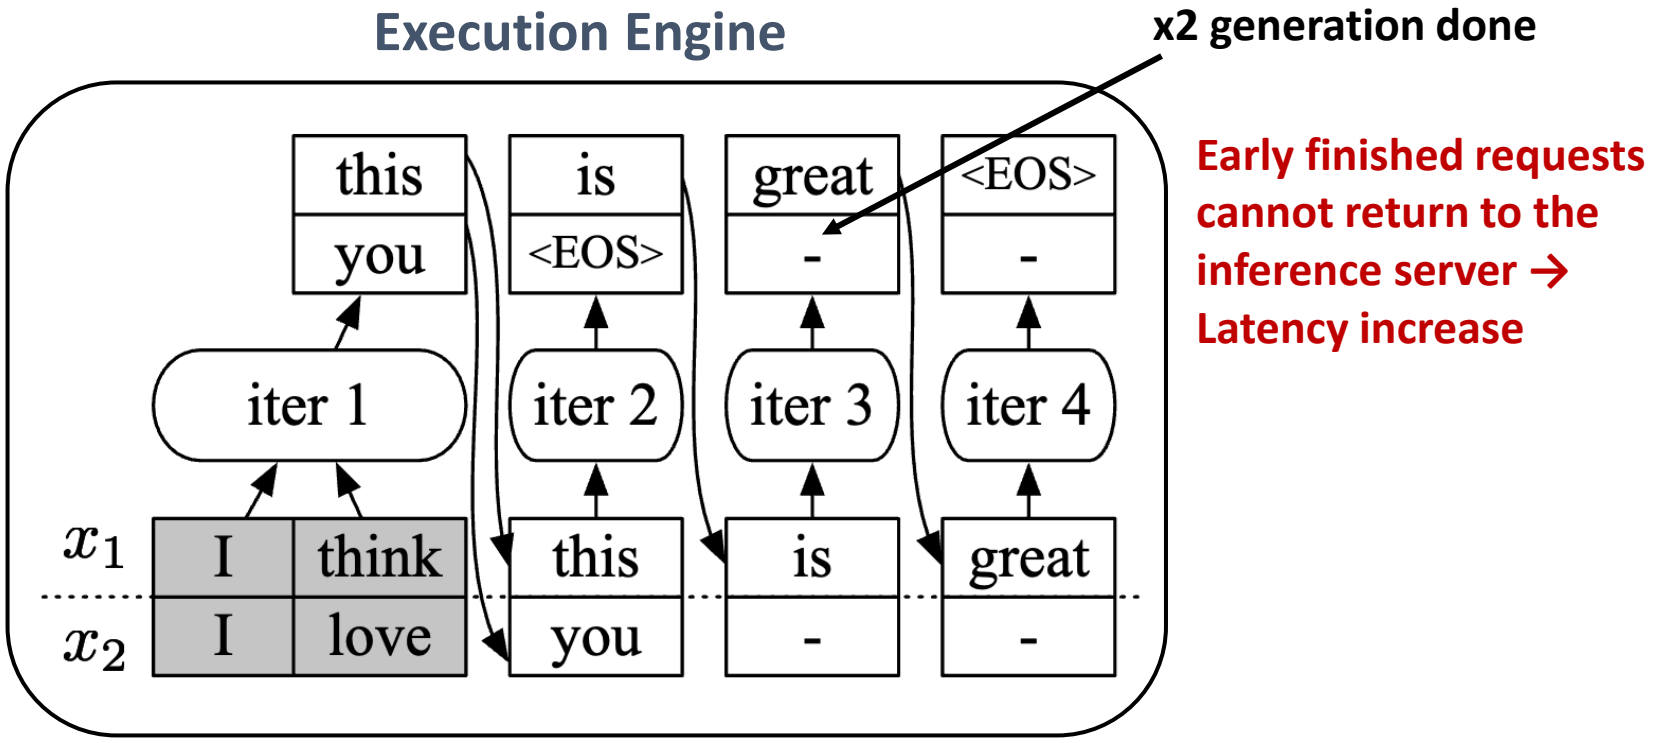 Execution Engine
x2 generation done
Early finished requests
cannot return to the
inference server →
Latency increase
this is great <EOS>
you <EOS> - -
iter 1 iter 2 iter 3 iter 4
x₁ I think this is great
x₂ I love you - -